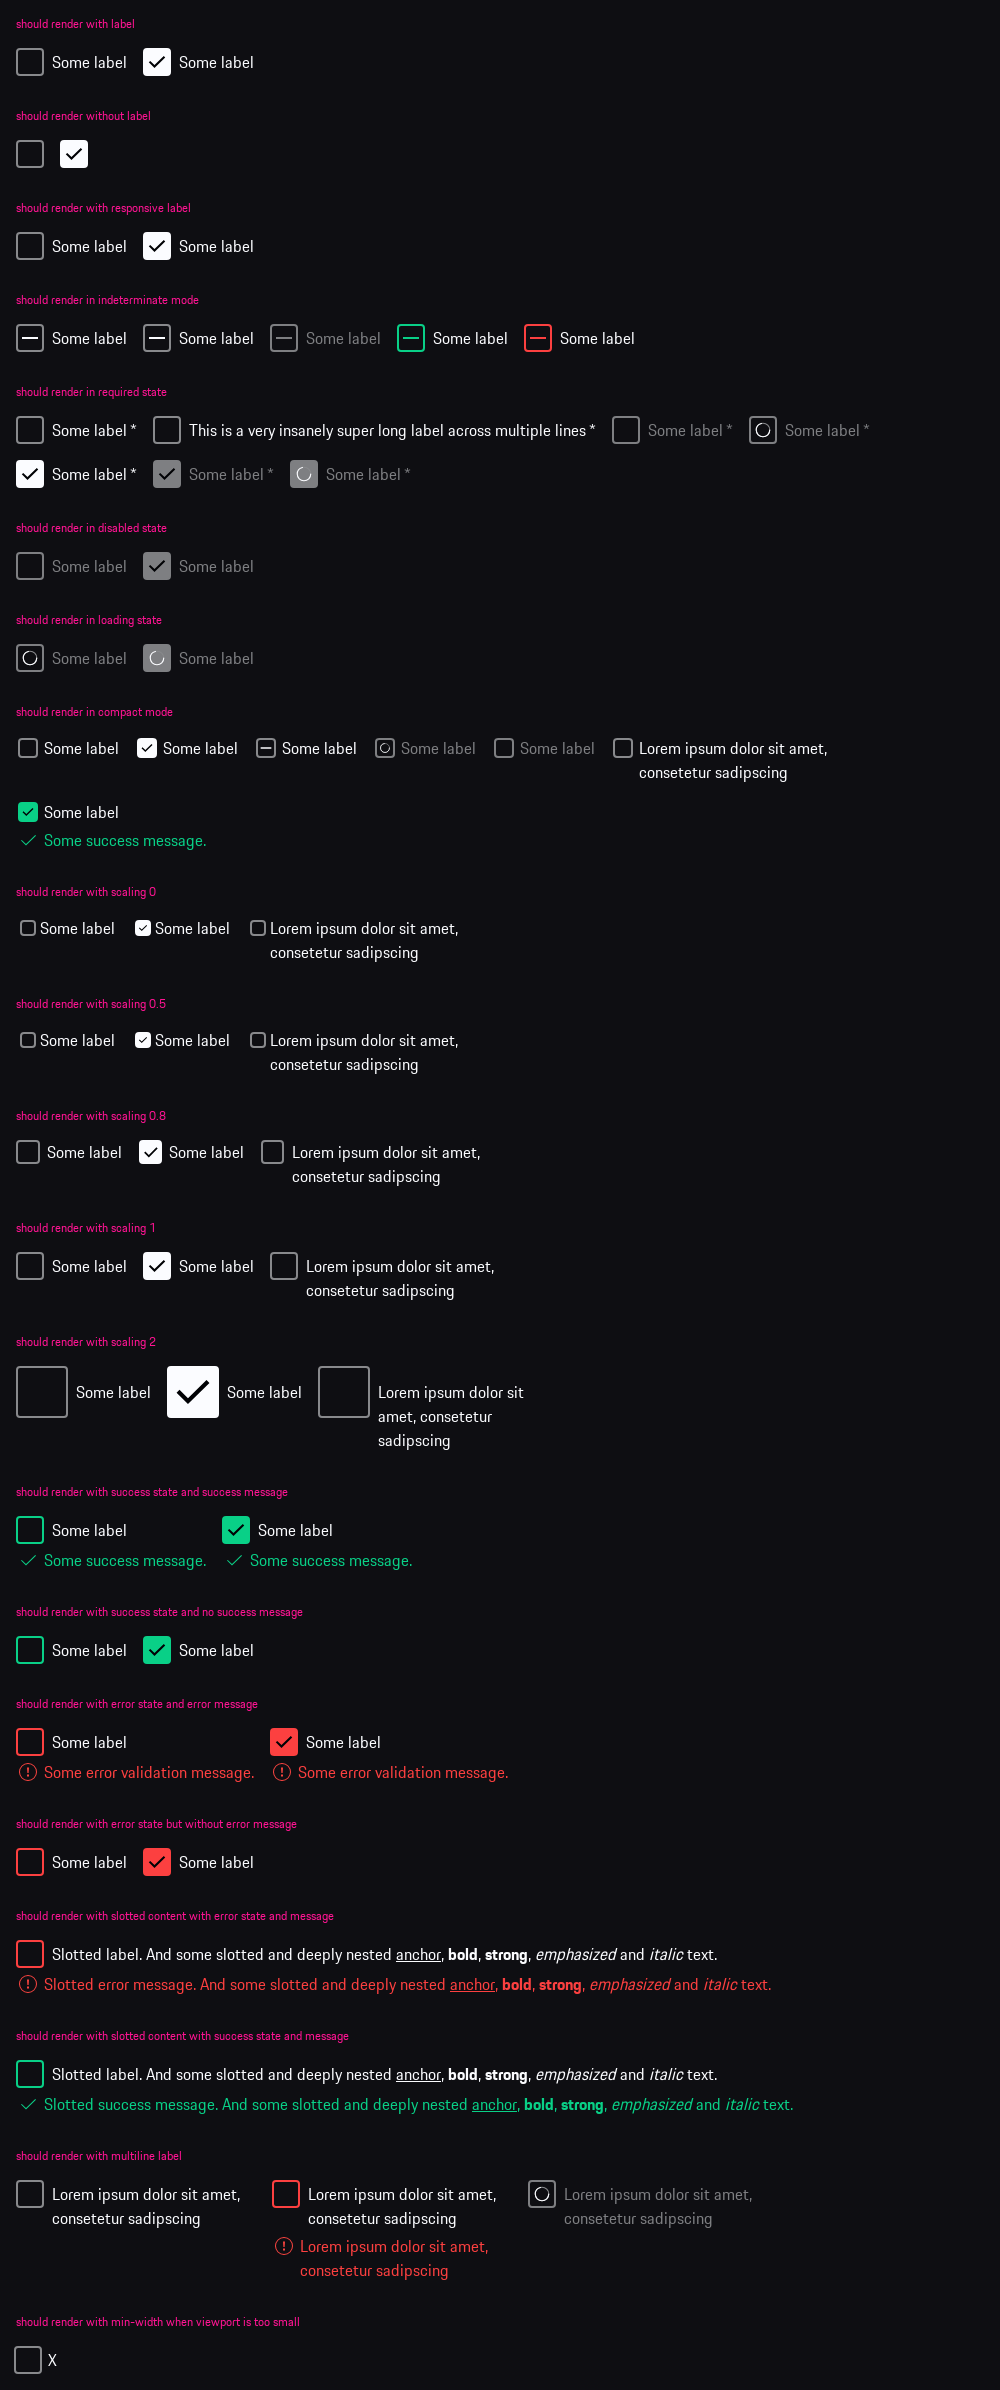 should render with label
Some label Some label
should render without label
should render with responsive label
Some label Some label
should render in indeterminate mode
Some label Some label Some label Some label Some label
should render in required state
Some label * This is a very insanely super long label across multiple lines * Some label * Some label *
Some label * Some label * Some label *
should render in disabled state
Some label Some label
should render in loading state
Some label Some label
should render in compact mode
Some label Some label Some label Some label Some label Lorem ipsum dolor sit amet,
consetetur sadipscing
Some label
Some success message.
should render with scaling 0
Some label Some label Lorem ipsum dolor sit amet,
consetetur sadipscing
should render with scaling 0.5
Some label Some label Lorem ipsum dolor sit amet,
consetetur sadipscing
should render with scaling 0.8
Some label Some label Lorem ipsum dolor sit amet,
consetetur sadipscing
should render with scaling 1
Some label Some label Lorem ipsum dolor sit amet,
consetetur sadipscing
should render with scaling 2
Some label Some label Lorem ipsum dolor sit
amet, consetetur
sadipscing
should render with success state and success message
Some label Some label
Some success message. Some success message.
should render with success state and no success message
Some label Some label
should render with error state and error message
Some label Some label
Some error validation message. Some error validation message.
should render with error state but without error message
Some label Some label
should render with slotted content with error state and message
Slotted label. And some slotted and deeply nested anchor, bold, strong, emphasized and italic text.
Slotted error message. And some slotted and deeply nested anchor, bold, strong, emphasized and italic text.
should render with slotted content with success state and message
Slotted label. And some slotted and deeply nested anchor, bold, strong, emphasized and italic text.
Slotted success message. And some slotted and deeply nested anchor, bold, strong, emphasized and italic text.
should render with multiline label
Lorem ipsum dolor sit amet, Lorem ipsum dolor sit amet, Lorem ipsum dolor sit amet,
consetetur sadipscing consetetur sadipscing consetetur sadipscing
Lorem ipsum dolor sit amet,
consetetur sadipscing
should render with min-width when viewport is too small
X